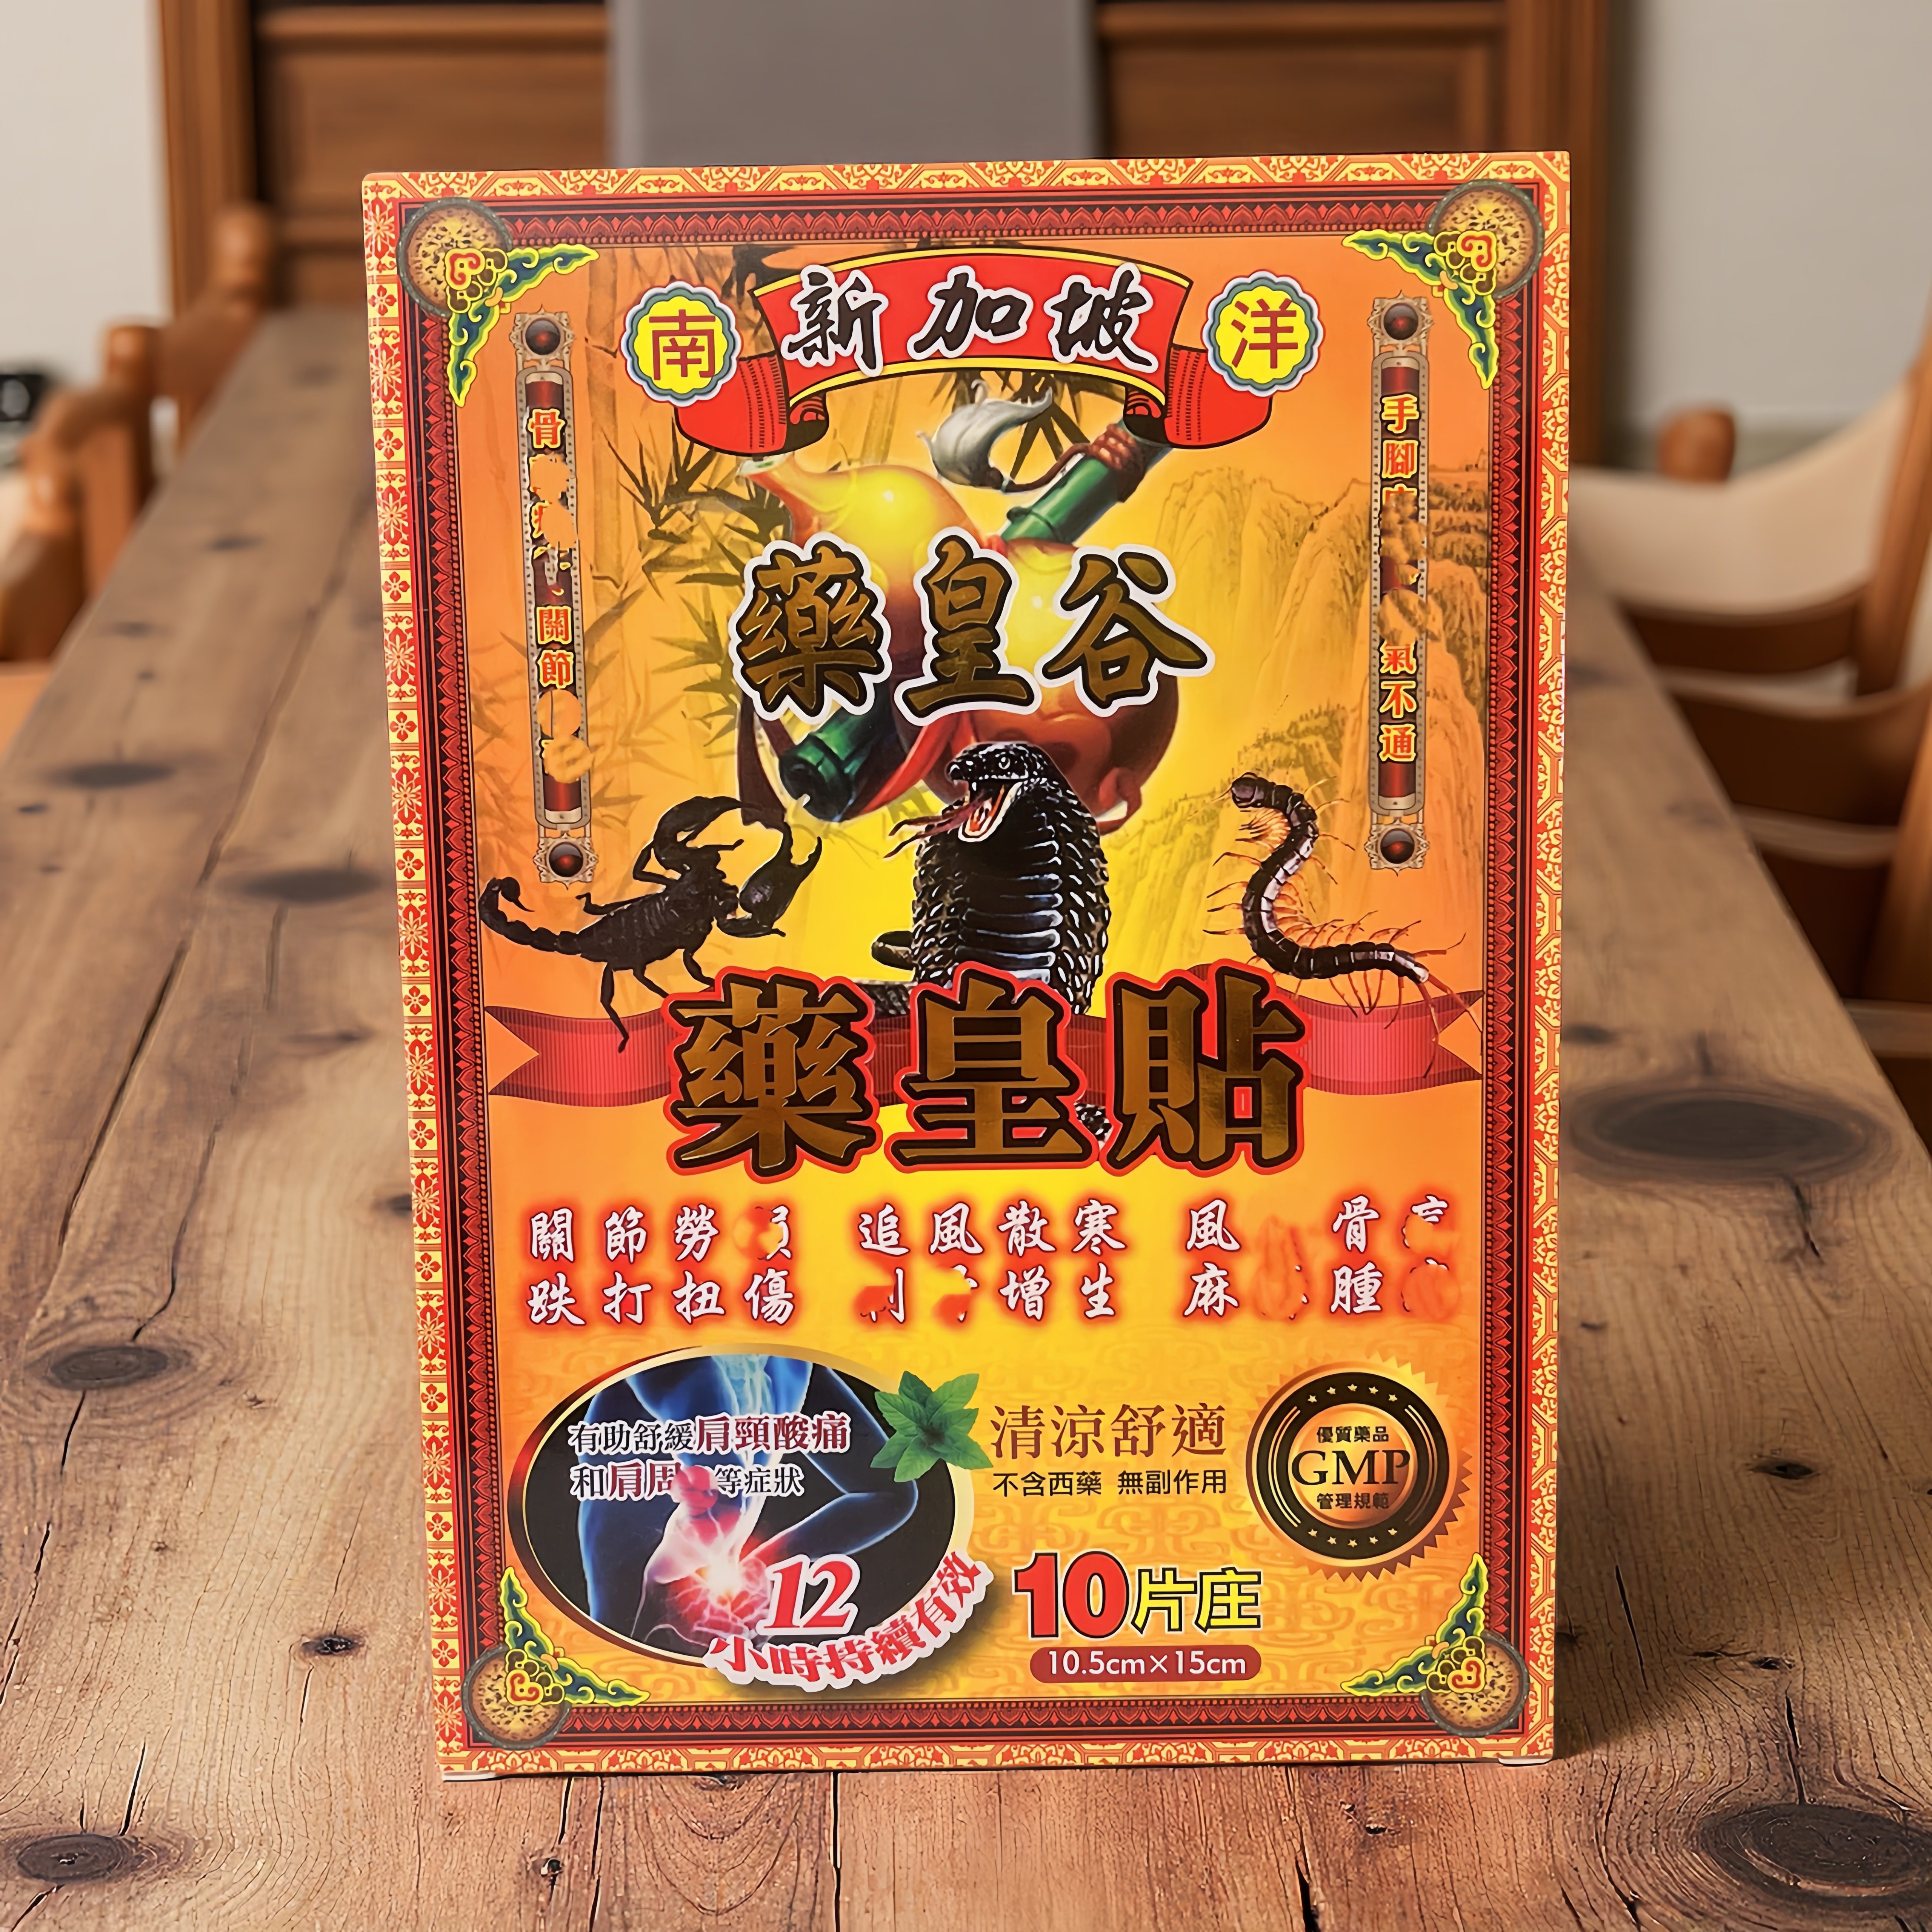 南 新加坡 洋
骨
關節
手腳
氣不通
藥皇谷
藥皇貼
關節勞 追風散寒 風 骨
跌打扭傷 增生 麻 腫
有助舒緩肩頸酸痛
和肩周 等症狀
12
小時持續有效
清涼舒適
不含西藥 無副作用
優質藥品
GMP
管理規範
10片庄
10.5cm×15cm